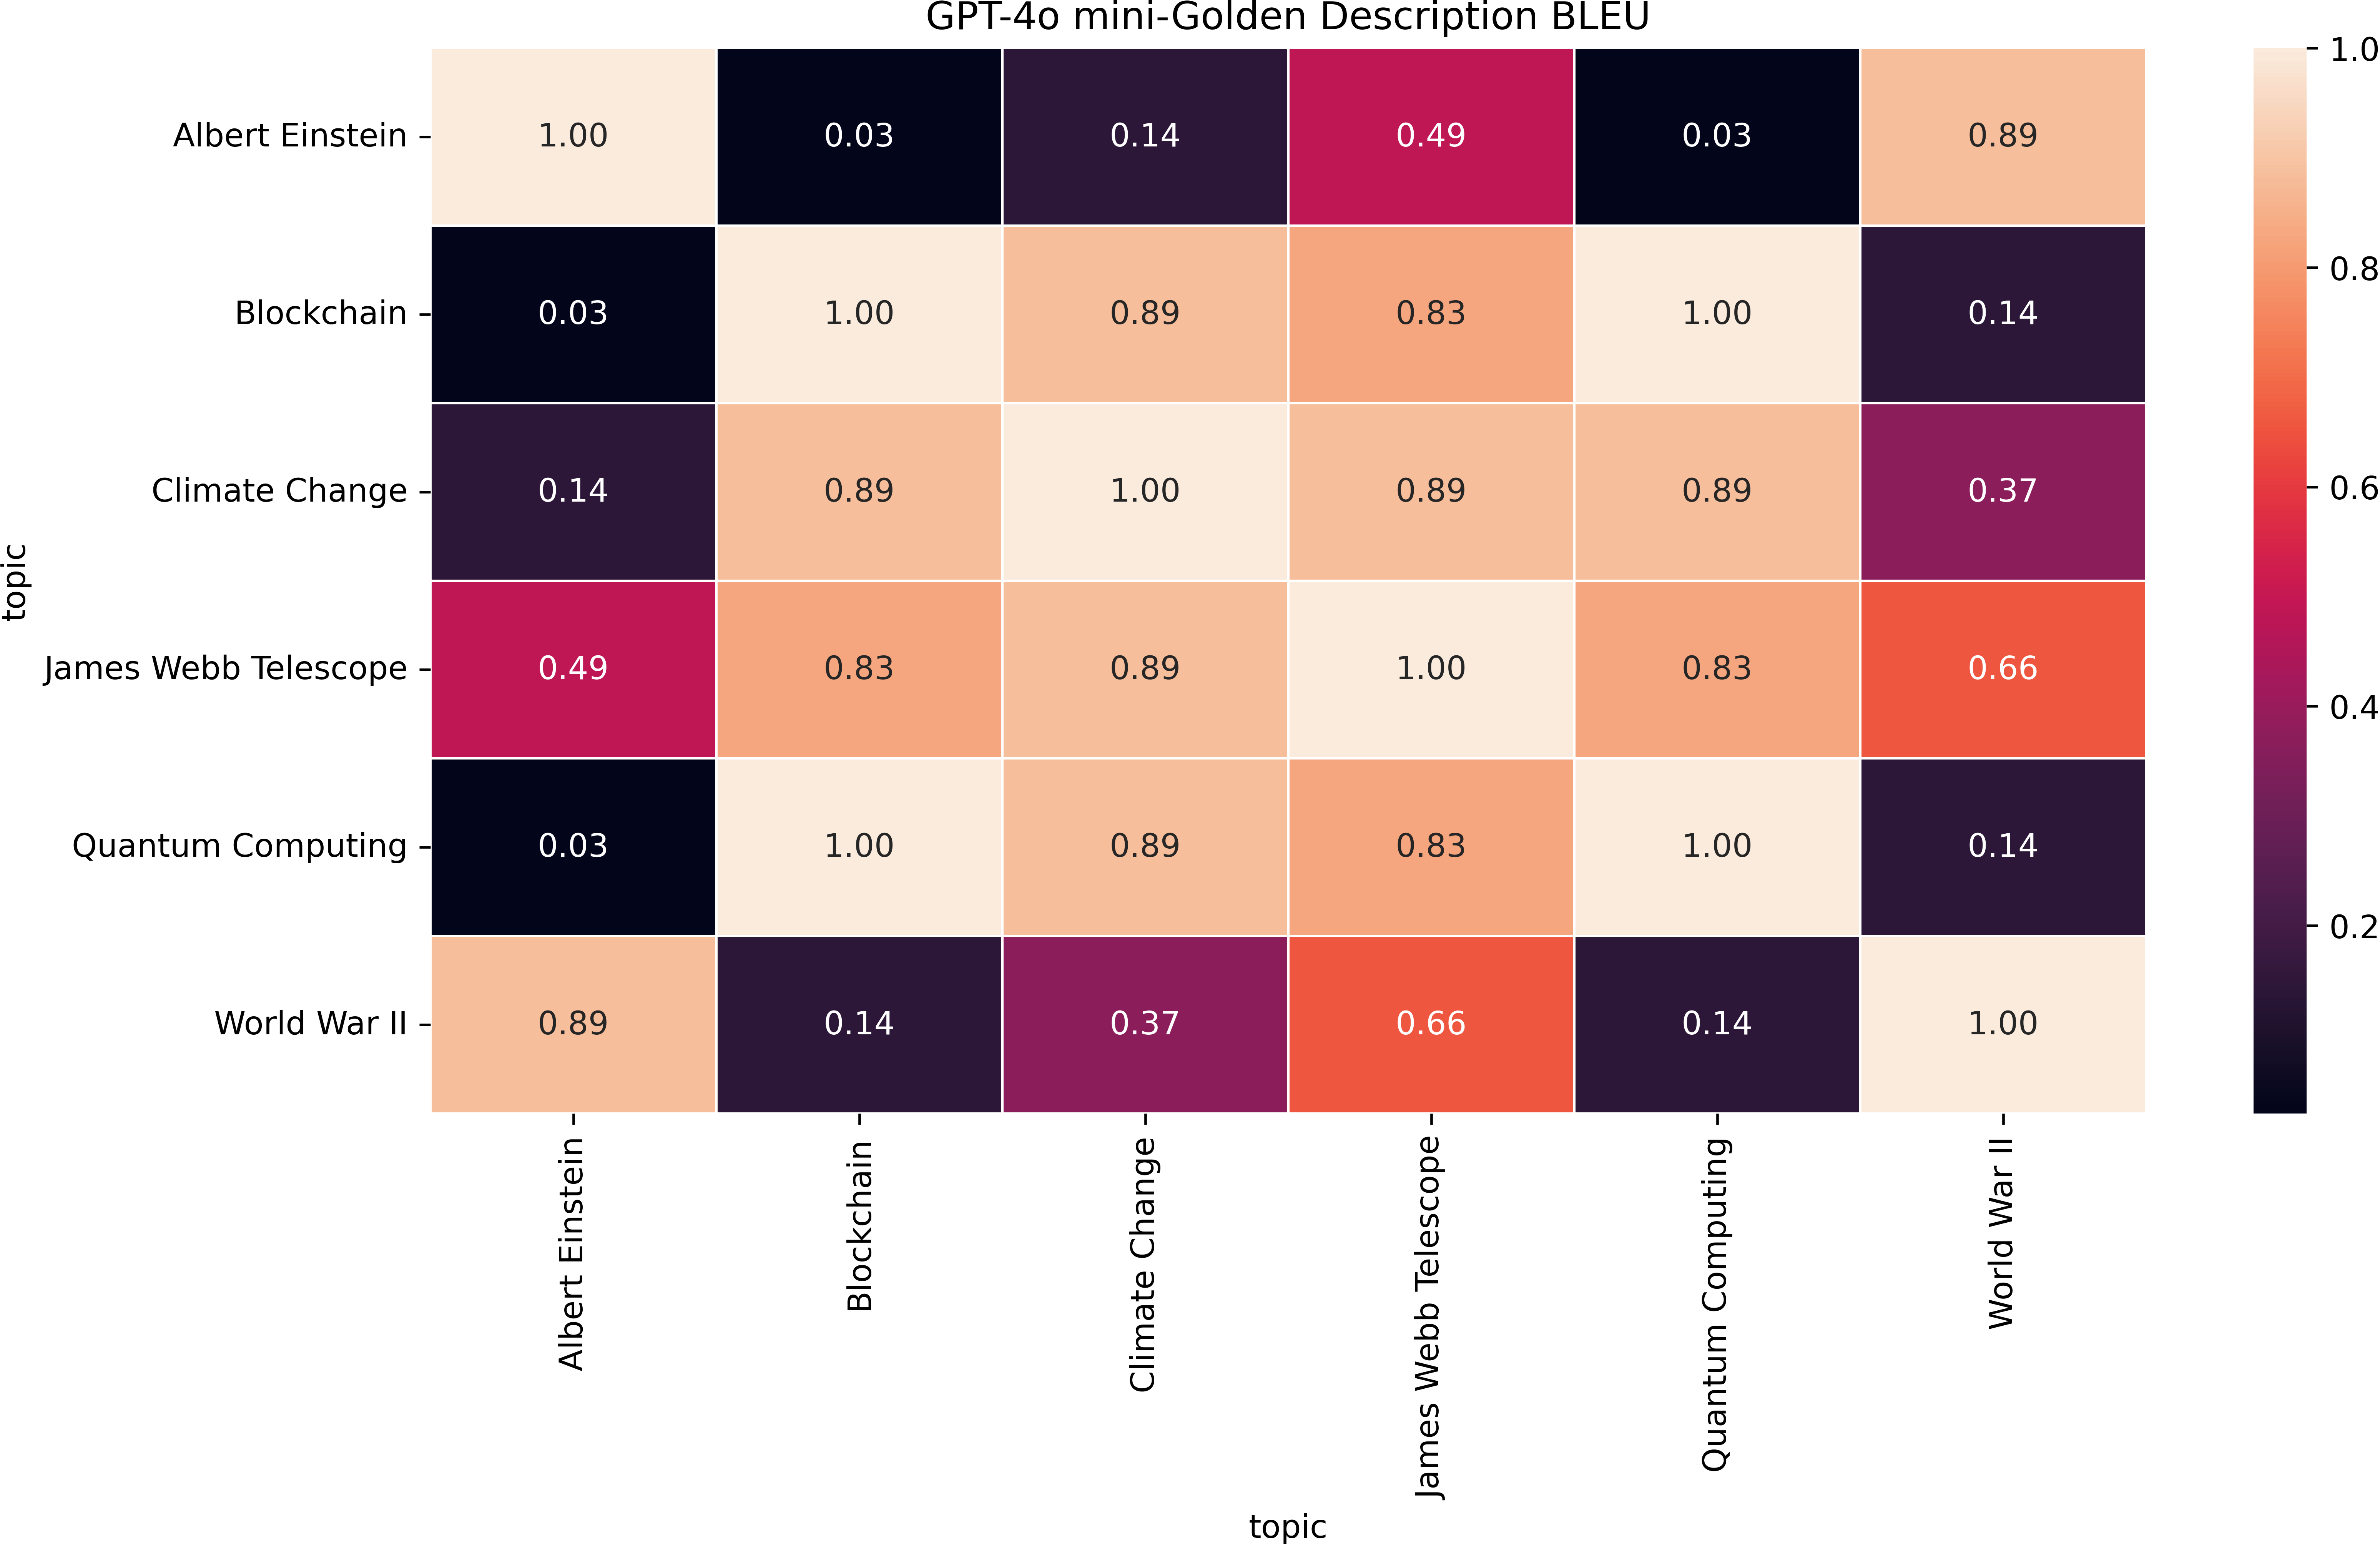 GPT-4o mini-Golden Description BLEU
Albert Einstein 1.00 0.03 0.14 0.49 0.03 0.89
Blockchain 0.03 1.00 0.89 0.83 1.00 0.14
Climate Change 0.14 0.89 1.00 0.89 0.89 0.37
James Webb Telescope 0.49 0.83 0.89 1.00 0.83 0.66
Quantum Computing 0.03 1.00 0.89 0.83 1.00 0.14
World War II 0.89 0.14 0.37 0.66 0.14 1.00
topic
Albert Einstein
Blockchain
Climate Change
James Webb Telescope
Quantum Computing
World War II
topic
1.0
0.8
0.6
0.4
0.2